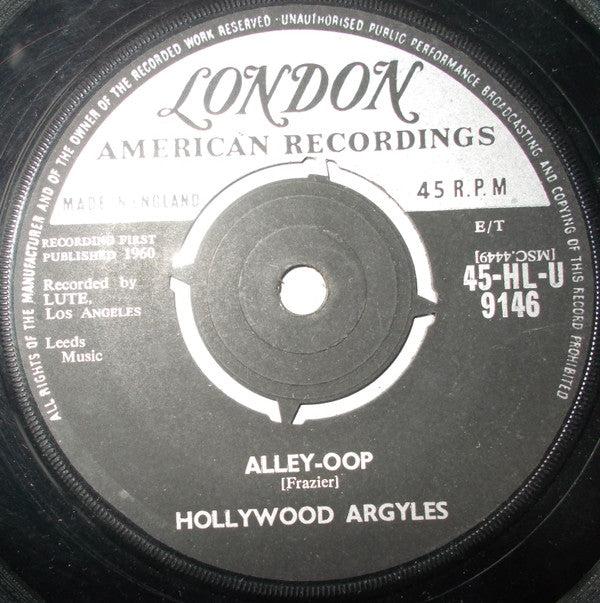 ALL RIGHTS OF THE MANUFACTURER AND OF THE OWNER OF THE RECORDED WORK RESERVED · UNAUTHORISED PUBLIC PERFORMANCE BROADCASTING AND COPYING OF THIS RECORD PROHIBITED
LONDON
AMERICAN RECORDINGS
MADE IN ENGLAND
45 R.P.M
E/T
RECORDING FIRST
PUBLISHED 1960
[MSC.4449]
45-HL-U
9146
Recorded by
LUTE,
Los ANGELES
Leeds
Music
ALLEY-OOP
[Frazier]
HOLLYWOOD ARGYLES